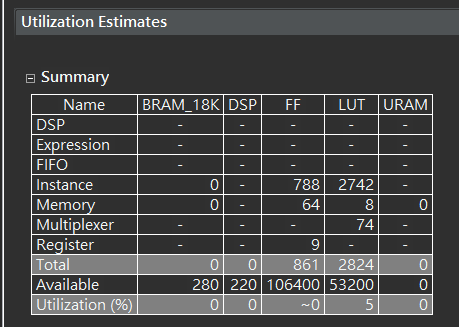 Utilization Estimates
Summary
Name BRAM_18K DSP FF LUT URAM
DSP - - - - -
Expression - - - - -
FIFO - - - - -
Instance 0 - 788 2742 -
Memory 0 - 64 8 0
Multiplexer - - - 74 -
Register - - 9 - -
Total 0 0 861 2824 0
Available 280 220 106400 53200 0
Utilization (%) 0 0 ~0 5 0